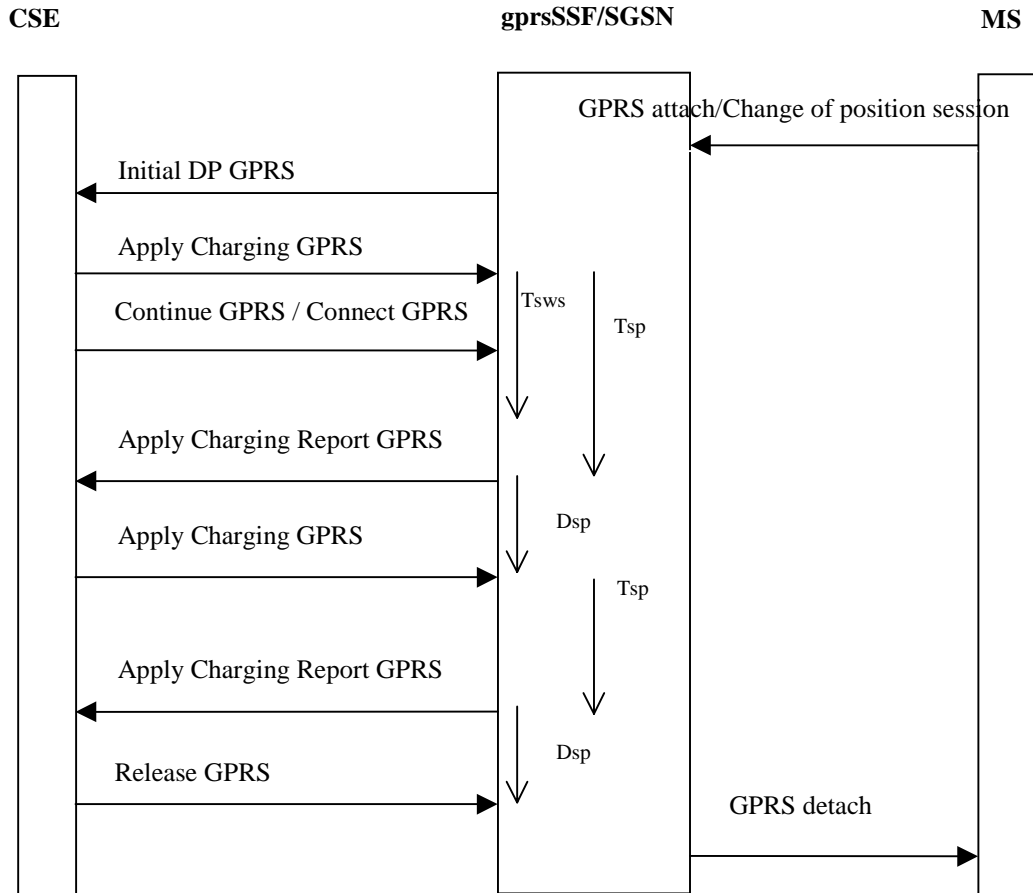 CSE
gprsSSF/SGSN
MS
GPRS attach/Change of position session
Initial DP GPRS
Apply Charging GPRS
Tsws
Continue GPRS / Connect GPRS
Tsp
Apply Charging Report GPRS
Dsp
Apply Charging GPRS
Tsp
Apply Charging Report GPRS
Dsp
Release GPRS
GPRS detach